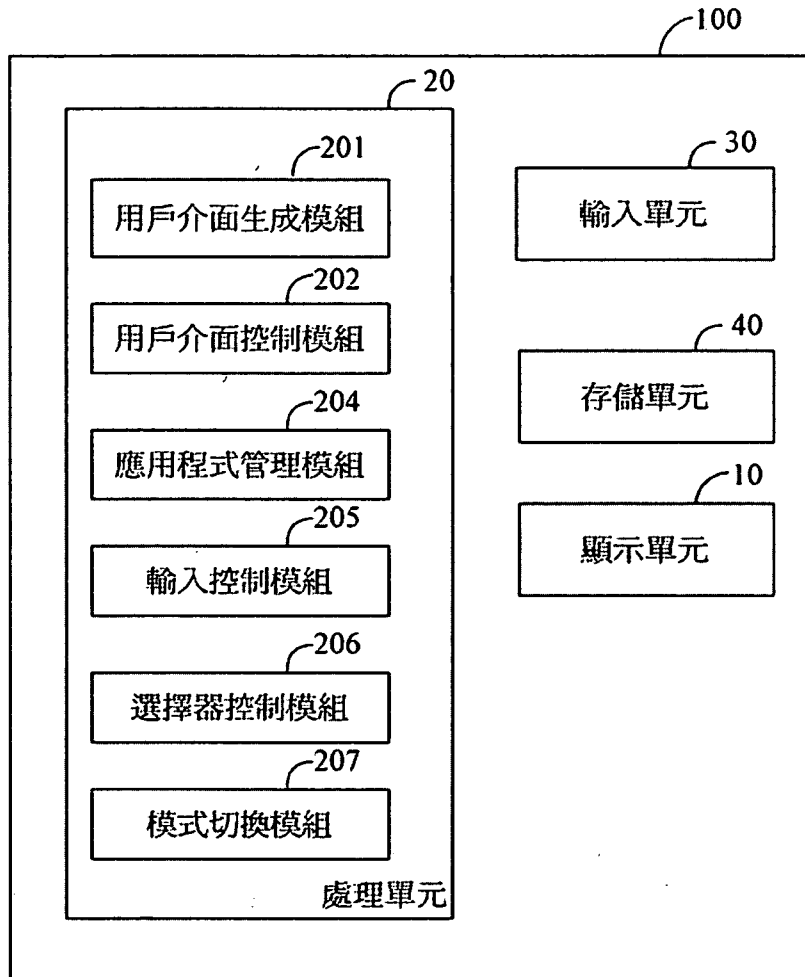 100
20
201
用戶介面生成模組
202
用戶介面控制模組
204
應用程式管理模組
205
輸入控制模組
206
選擇器控制模組
207
模式切換模組
處理單元
30
輸入單元
40
存儲單元
10
顯示單元